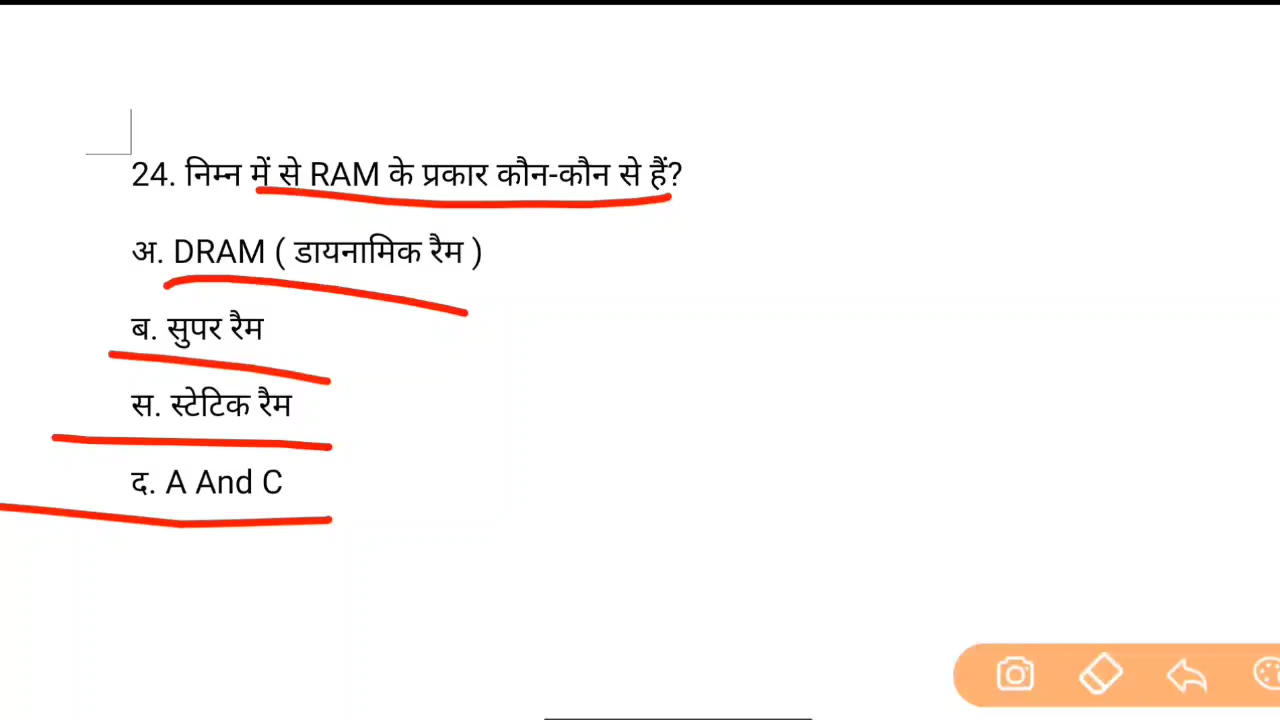 24. निम्न में से RAM के प्रकार कौन-कौन से हैं?
अ. DRAM ( डायनामिक रैम )
ब. सुपर रैम
स. स्टेटिक रैम
द. A And C